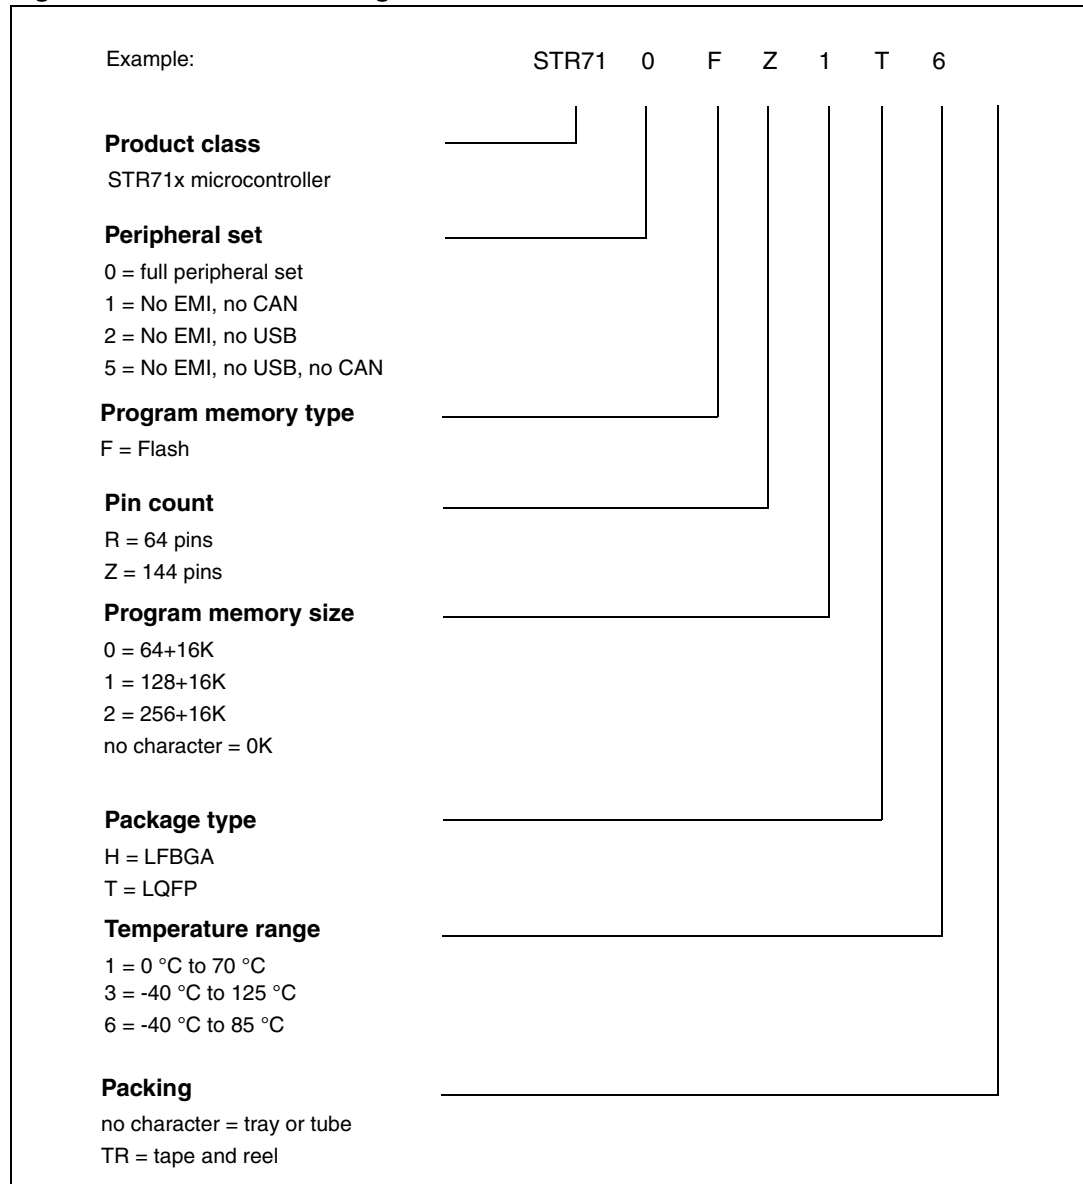 Example: STR71 0 F Z 1 T 6
Product class
STR71x microcontroller
Peripheral set
0 = full peripheral set
1 = No EMI, no CAN
2 = No EMI, no USB
5 = No EMI, no USB, no CAN
Program memory type
F = Flash
Pin count
R = 64 pins
Z = 144 pins
Program memory size
0 = 64+16K
1 = 128+16K
2 = 256+16K
no character = 0K
Package type
H = LFBGA
T = LQFP
Temperature range
1 = 0 °C to 70 °C
3 = -40 °C to 125 °C
6 = -40 °C to 85 °C
Packing
no character = tray or tube
TR = tape and reel